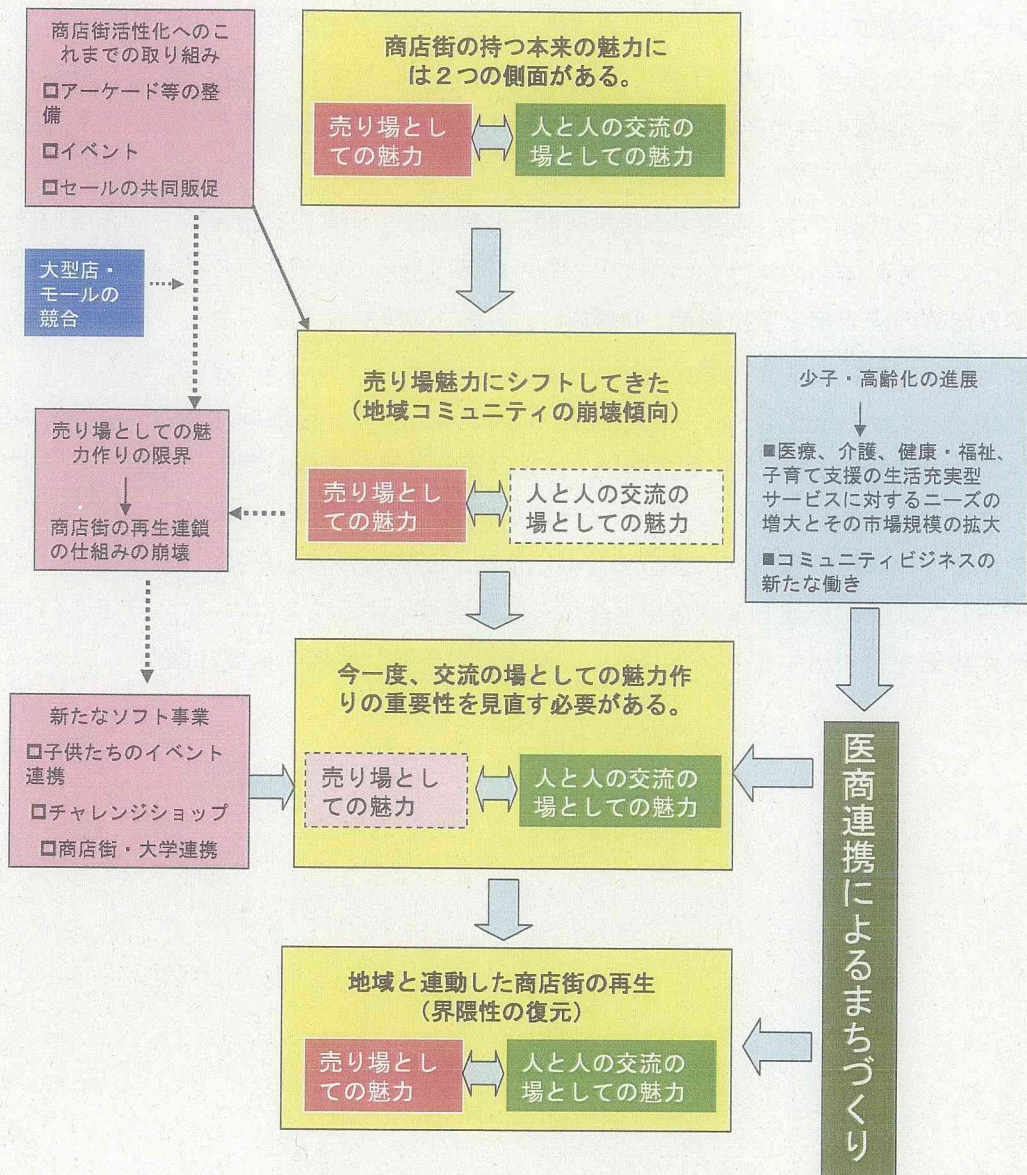 商店街活性化へのこ
れまでの取り組み
□アーケード等の整
備
□イベント
□セールの共同販促
商店街の持つ本来の魅力に
は２つの側面がある。
売り場とし
ての魅力
人と人の交流の
場としての魅力
大型店・
モールの
競合
売り場魅力にシフトしてきた
（地域コミュニティの崩壊傾向）
売り場とし
ての魅力
人と人の交流の
場としての魅力
少子・高齢化の進展
■医療、介護、健康・福祉、
子育て支援の生活充実型
サービスに対するニーズの
増大とその市場規模の拡大
■コミュニティビジネスの
新たな働き
売り場としての魅
力作りの限界
商店街の再生連鎖
の仕組みの崩壊
今一度、交流の場としての魅力作
りの重要性を見直す必要がある。
売り場とし
ての魅力
人と人の交流の
場としての魅力
新たなソフト事業
□子供たちのイベント
連携
□チャレンジショップ
□商店街・大学連携
医商連携によるまちづくり
地域と連動した商店街の再生
（界隈性の復元）
売り場とし
ての魅力
人と人の交流の
場としての魅力